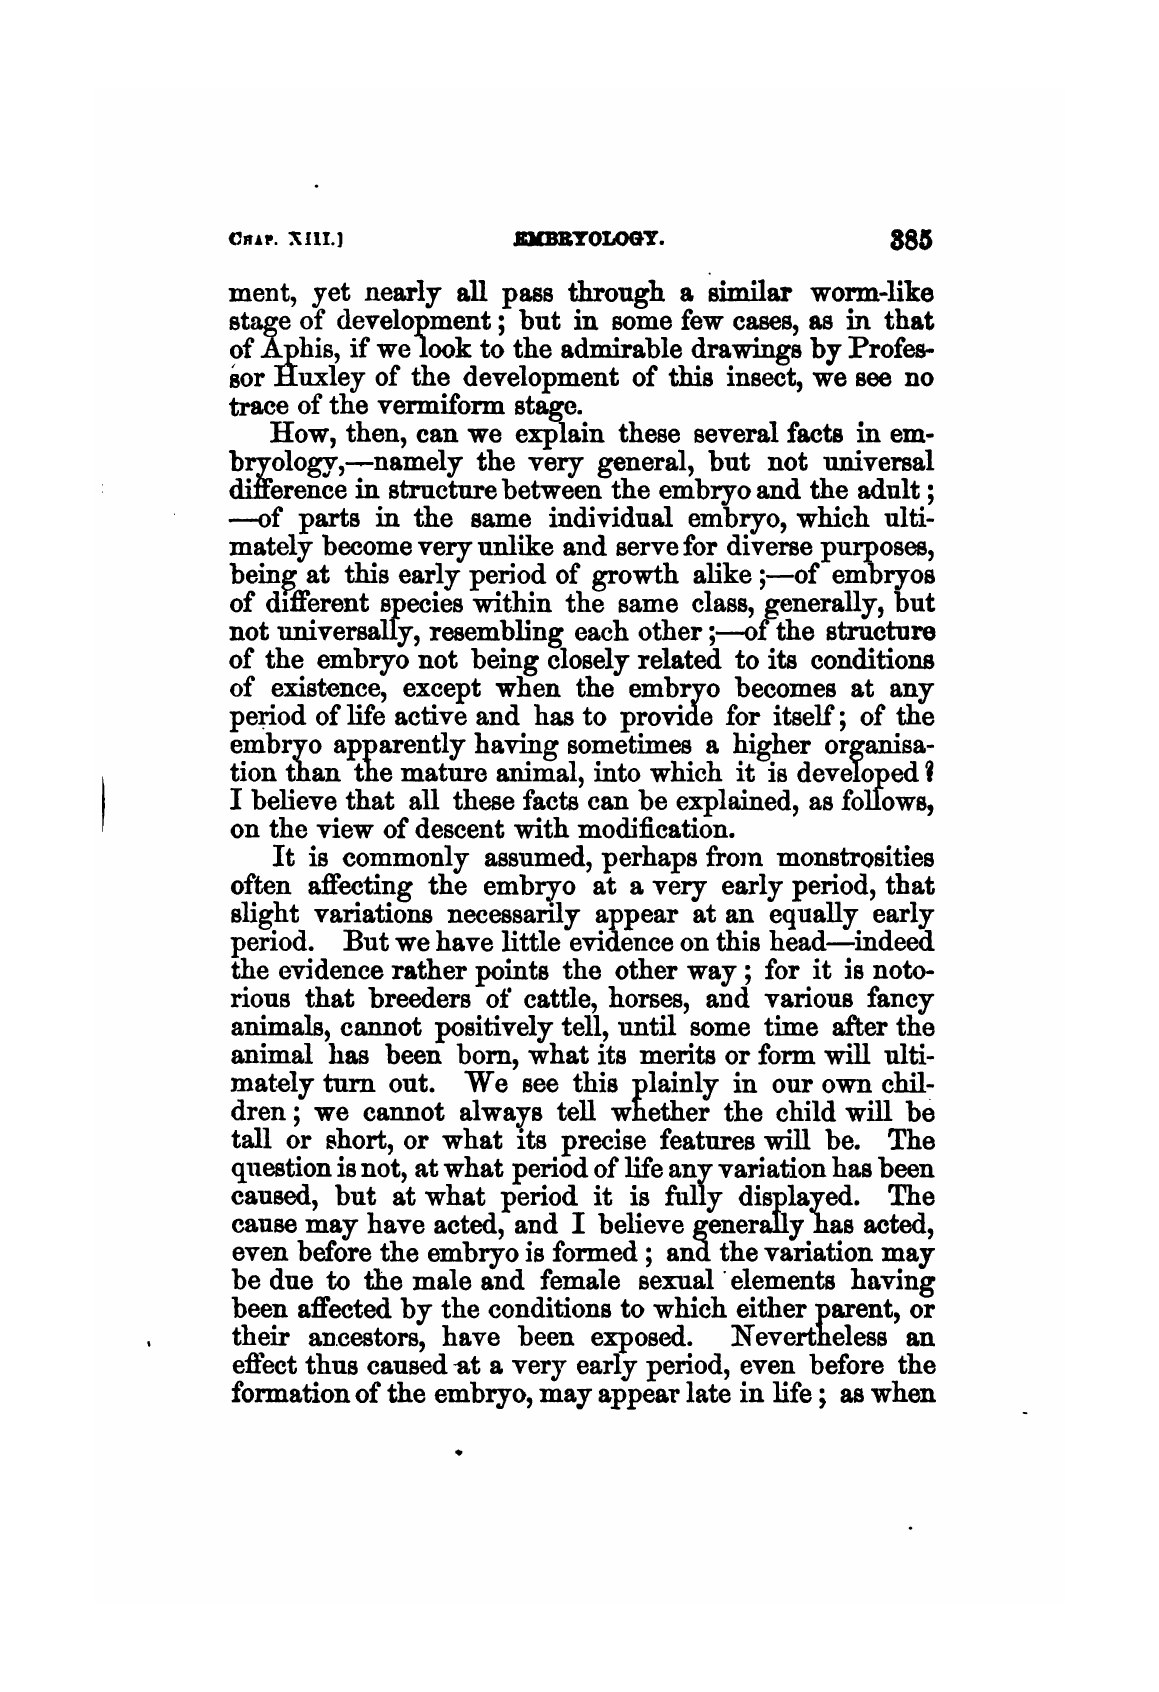 CHAP. XIII.] EMBRYOLOGY. 385
ment, yet nearly all pass through a similar worm-like
stage of development ; but in some few cases, as in that
of Aphis, if we look to the admirable drawings by Profes-
sor Huxley of the development of this insect, we see no
trace of the vermiform stage.
How, then, can we explain these several facts in em-
bryology,—namely the very general, but not universal
difference in structure between the embryo and the adult ;
—of parts in the same individual embryo, which ulti-
mately become very unlike and serve for diverse purposes,
being at this early period of growth alike ;—of embryos
of different species within the same class, generally, but
not universally, resembling each other ;—of the structure
of the embryo not being closely related to its conditions
of existence, except when the embryo becomes at any
period of life active and has to provide for itself ; of the
embryo apparently having sometimes a higher organisa-
tion than the mature animal, into which it is developed ?
I believe that all these facts can be explained, as follows,
on the view of descent with modification.
It is commonly assumed, perhaps from monstrosities
often affecting the embryo at a very early period, that
slight variations necessarily appear at an equally early
period. But we have little evidence on this head—indeed
the evidence rather points the other way ; for it is noto-
rious that breeders of cattle, horses, and various fancy
animals, cannot positively tell, until some time after the
animal has been born, what its merits or form will ulti-
mately turn out. We see this plainly in our own chil-
dren ; we cannot always tell whether the child will be
tall or short, or what its precise features will be. The
question is not, at what period of life any variation has been
caused, but at what period it is fully displayed. The
cause may have acted, and I believe generally has acted,
even before the embryo is formed ; and the variation may
be due to the male and female sexual elements having
been affected by the conditions to which either parent, or
their ancestors, have been exposed. Nevertheless an
effect thus caused at a very early period, even before the
formation of the embryo, may appear late in life ; as when